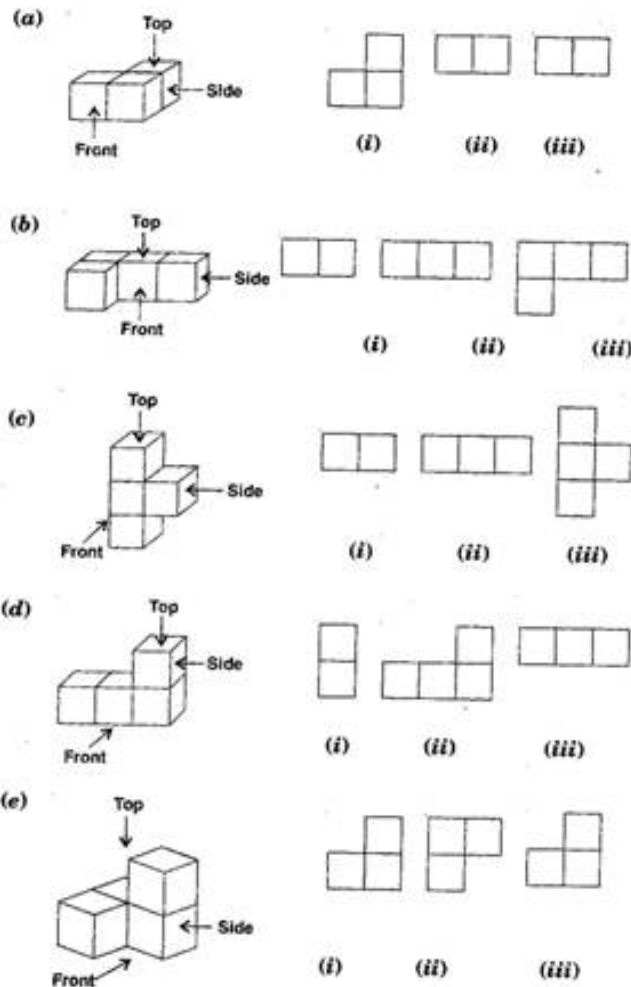 (a)
Top
Side
Front
(i) (ii) (iii)
(b)
Top
Side
Front
(i) (ii) (iii)
(c)
Top
Side
Front
(i) (ii) (iii)
(d)
Top
Side
Front
(i) (ii) (iii)
(e)
Top
Side
Front
(i) (ii) (iii)